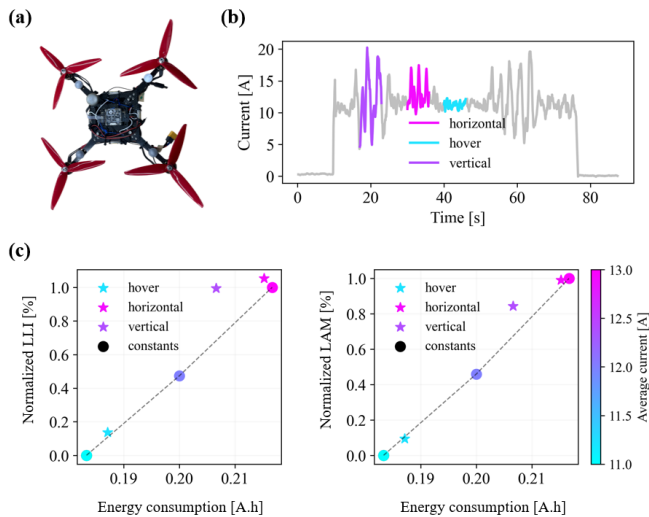 (a)
(b)
Current [A]
20
15
10
5
0
horizontal
hover
vertical
0
20
40
60
80
Time [s]
(c)
Normalized LLI [%]
1.0
0.8
0.6
0.4
0.2
0.0
hover
horizontal
vertical
constants
0.19
0.20
0.21
Energy consumption [A.h]
Normalized LAM [%]
1.0
0.8
0.6
0.4
0.2
0.0
hover
horizontal
vertical
constants
0.19
0.20
0.21
Energy consumption [A.h]
13.0
12.5
12.0
11.5
11.0
Average current [A]